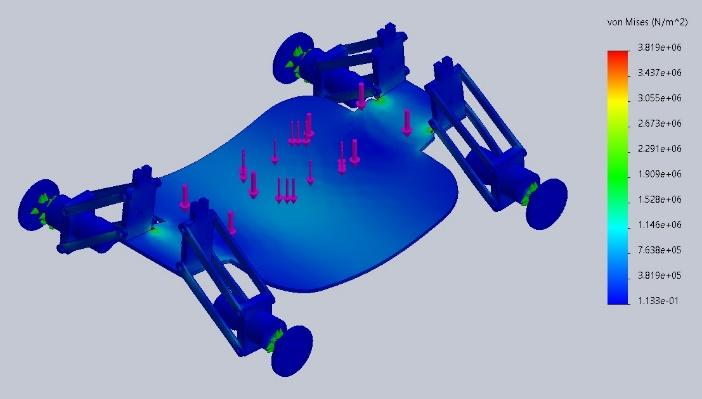 von Mises (N/m^2)
3.819e+06
3.437e+06
3.055e+06
2.673e+06
2.291e+06
1.909e+06
1.528e+06
1.146e+06
7.638e+05
3.819e+05
1.133e-01